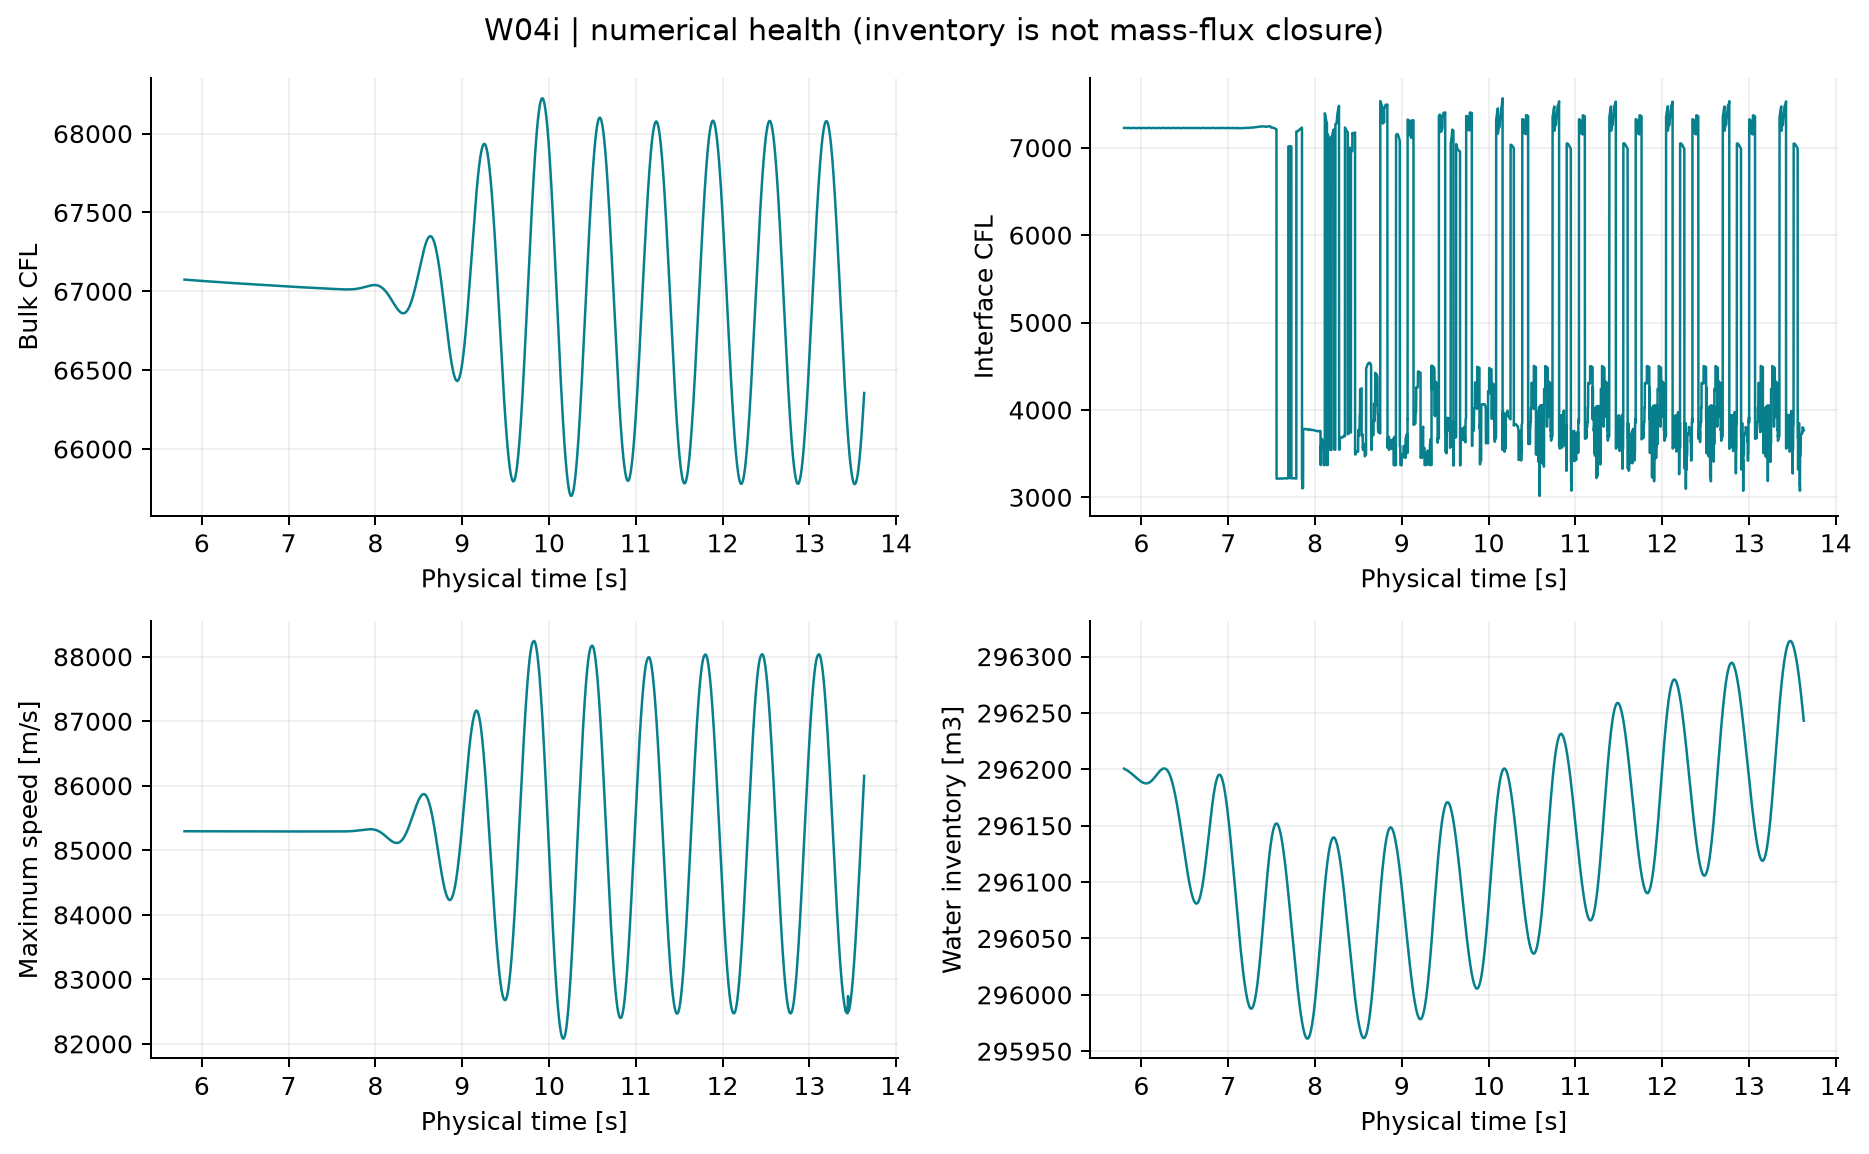 W04i | numerical health (inventory is not mass-flux closure)
Bulk CFL
68000
67500
67000
66500
66000
6 7 8 9 10 11 12 13 14
Physical time [s]
Interface CFL
7000
6000
5000
4000
3000
6 7 8 9 10 11 12 13 14
Physical time [s]
Maximum speed [m/s]
88000
87000
86000
85000
84000
83000
82000
6 7 8 9 10 11 12 13 14
Physical time [s]
Water inventory [m3]
296300
296250
296200
296150
296100
296050
296000
295950
6 7 8 9 10 11 12 13 14
Physical time [s]